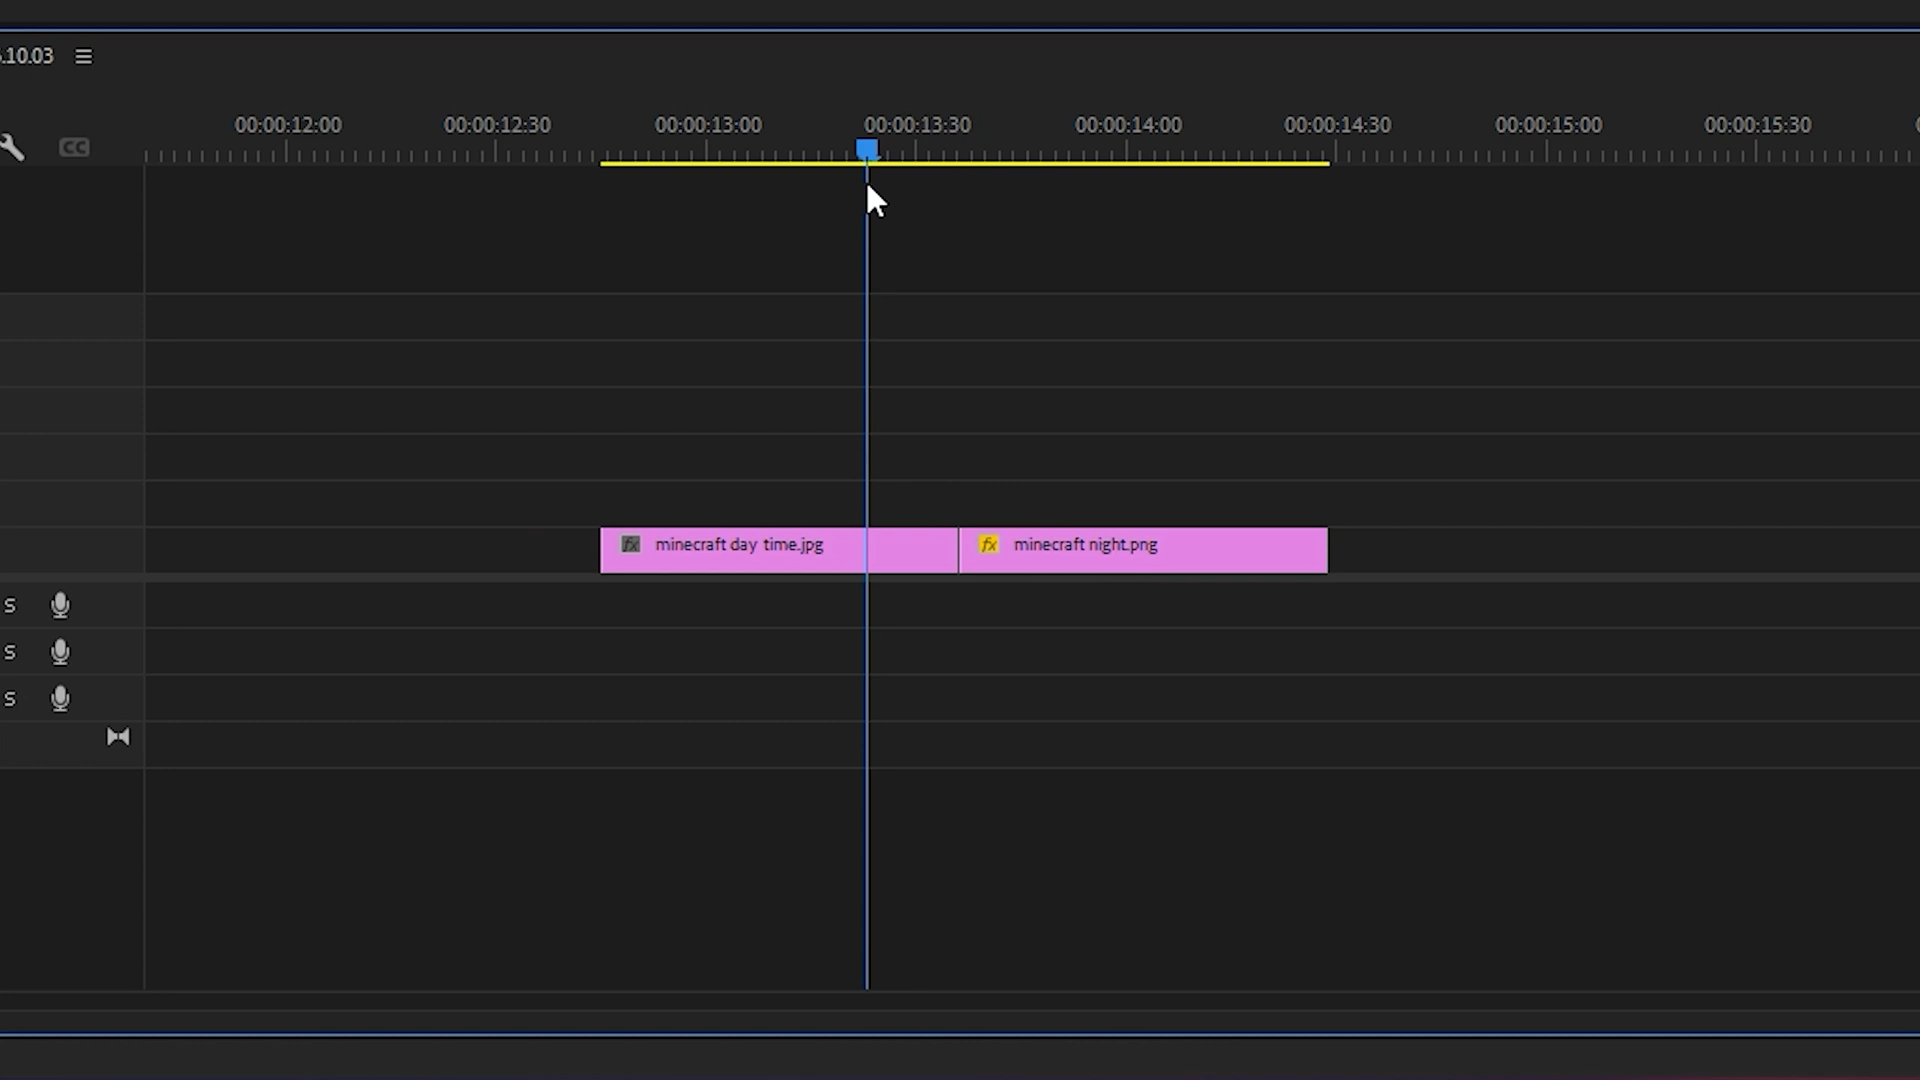 .10.03
00:00:12:00 00:00:12:30 00:00:13:00 00:00:13:30 00:00:14:00 00:00:14:30 00:00:15:00 00:00:15:30
CC
fx minecraft day time.jpg fx minecraft night.png
S
S
S